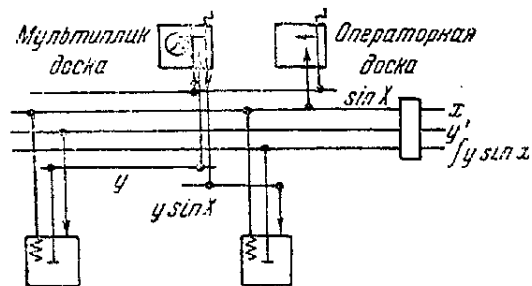 Мультиплик
доска
Операторная
доска
sin X
x
y'
∫y sin x
y
y sin X